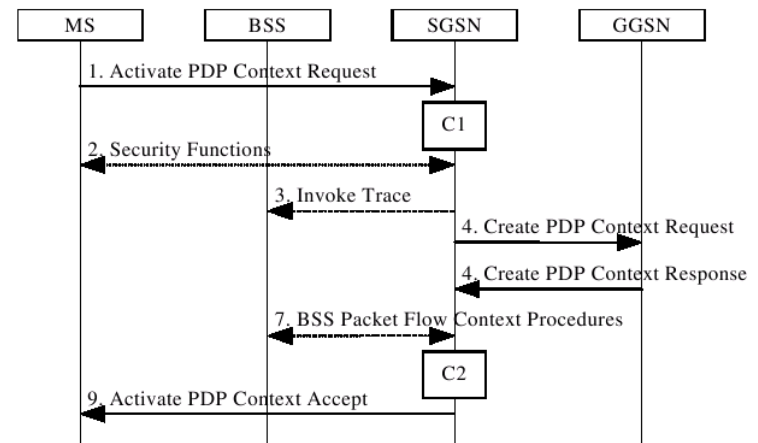 MS BSS SGSN GGSN
1. Activate PDP Context Request
C1
2. Security Functions
3. Invoke Trace
4. Create PDP Context Request
4. Create PDP Context Response
7. BSS Packet Flow Context Procedures
C2
9. Activate PDP Context Accept